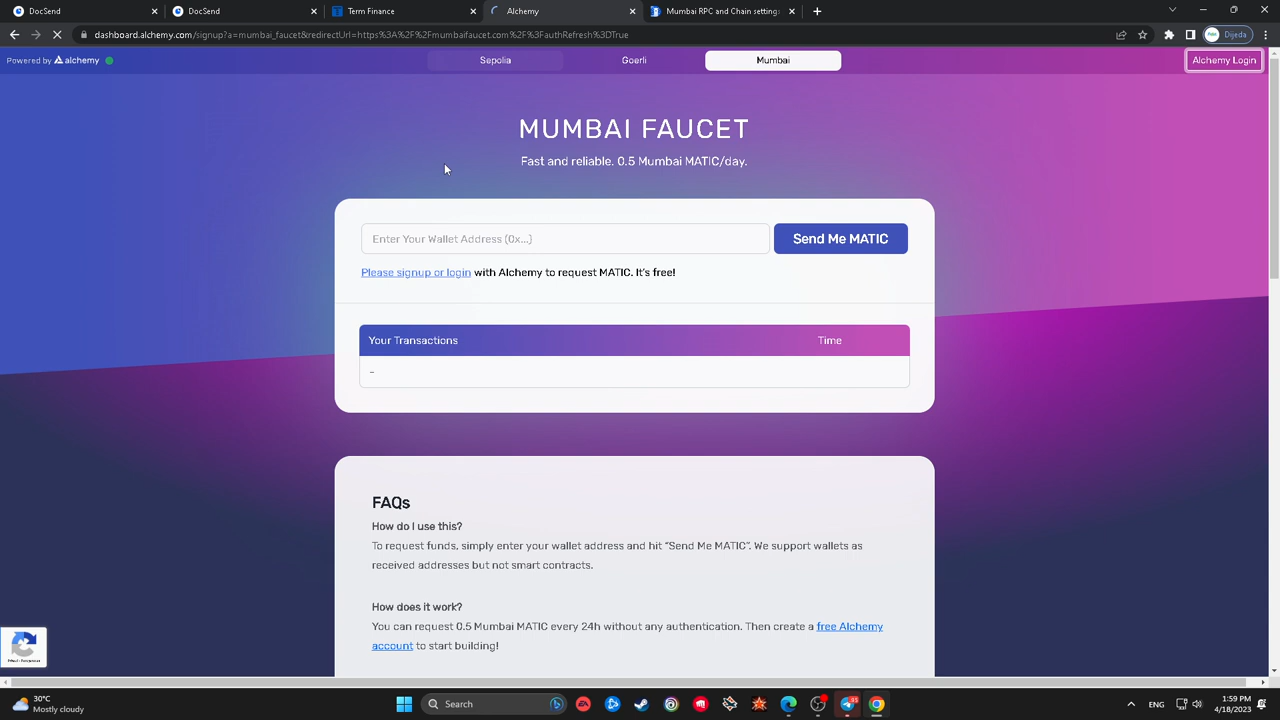 DocSend
DocSend
Term Finance
Alchemy
Mumbai RPC and Chain settings
dashboard.alchemy.com/signup?a=mumbai_faucet&redirectUrl=https%3A%2F%2Fmumbaifaucet.com%2F%3FauthRefresh%3DTrue
Dijeda
Powered by alchemy
Sepolia
Goerli
Mumbai
Alchemy Login
MUMBAI FAUCET
Fast and reliable. 0.5 Mumbai MATIC/day.
Enter Your Wallet Address (0x...)
Send Me MATIC
Please signup or login with Alchemy to request MATIC. It's free!
Your Transactions
Time
-
FAQs
How do I use this?
To request funds, simply enter your wallet address and hit “Send Me MATIC”. We support wallets as
received addresses but not smart contracts.
How does it work?
You can request 0.5 Mumbai MATIC every 24h without any authentication. Then create a free Alchemy
account to start building!
30°C
Mostly cloudy
Search
ENG
1:59 PM
4/18/2023